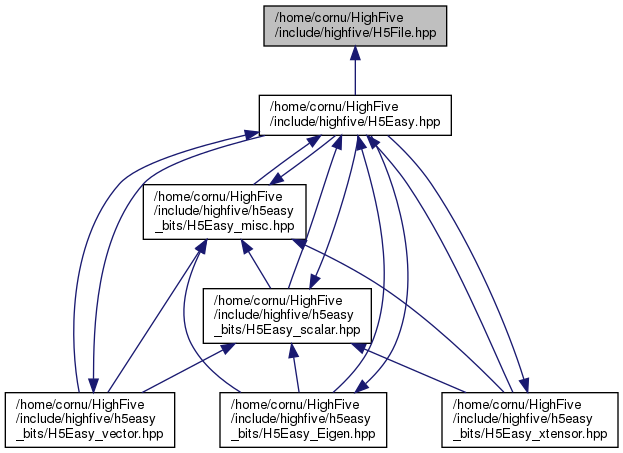 /home/cornu/HighFive
/include/highfive/H5File.hpp
/home/cornu/HighFive
/include/highfive/H5Easy.hpp
/home/cornu/HighFive
/include/highfive/h5easy
_bits/H5Easy_misc.hpp
/home/cornu/HighFive
/include/highfive/h5easy
_bits/H5Easy_scalar.hpp
/home/cornu/HighFive
/include/highfive/h5easy
_bits/H5Easy_vector.hpp
/home/cornu/HighFive
/include/highfive/h5easy
_bits/H5Easy_Eigen.hpp
/home/cornu/HighFive
/include/highfive/h5easy
_bits/H5Easy_xtensor.hpp